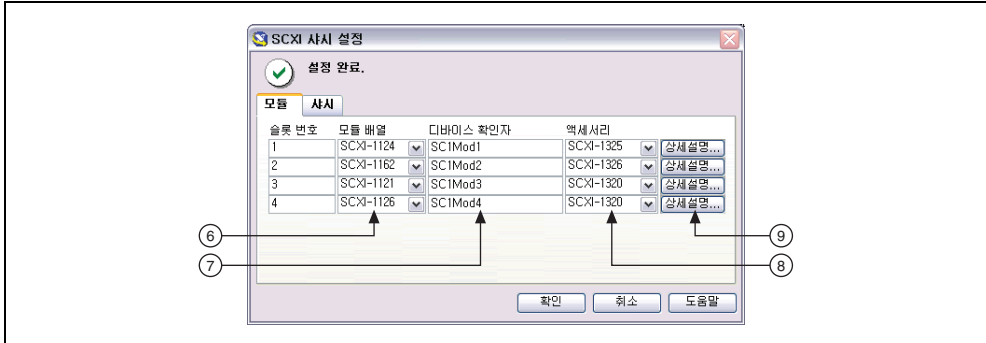 SCXI 샤시 설정
설정 완료.
모듈 샤시
슬롯 번호 모듈 배열 디바이스 확인자 액세서리
1 SCXI-1124 SC1Mod1 SCXI-1325 상세설명...
2 SCXI-1162 SC1Mod2 SCXI-1326 상세설명...
3 SCXI-1121 SC1Mod3 SCXI-1320 상세설명...
4 SCXI-1126 SC1Mod4 SCXI-1320 상세설명...
6 9
7 8
확인 취소 도움말